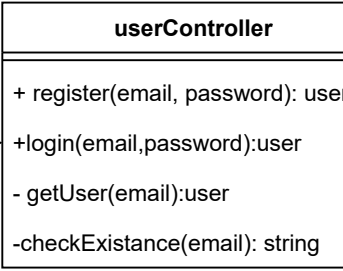 userController
+ register(email, password): user
+login(email,password):user
- getUser(email):user
-checkExistance(email): string